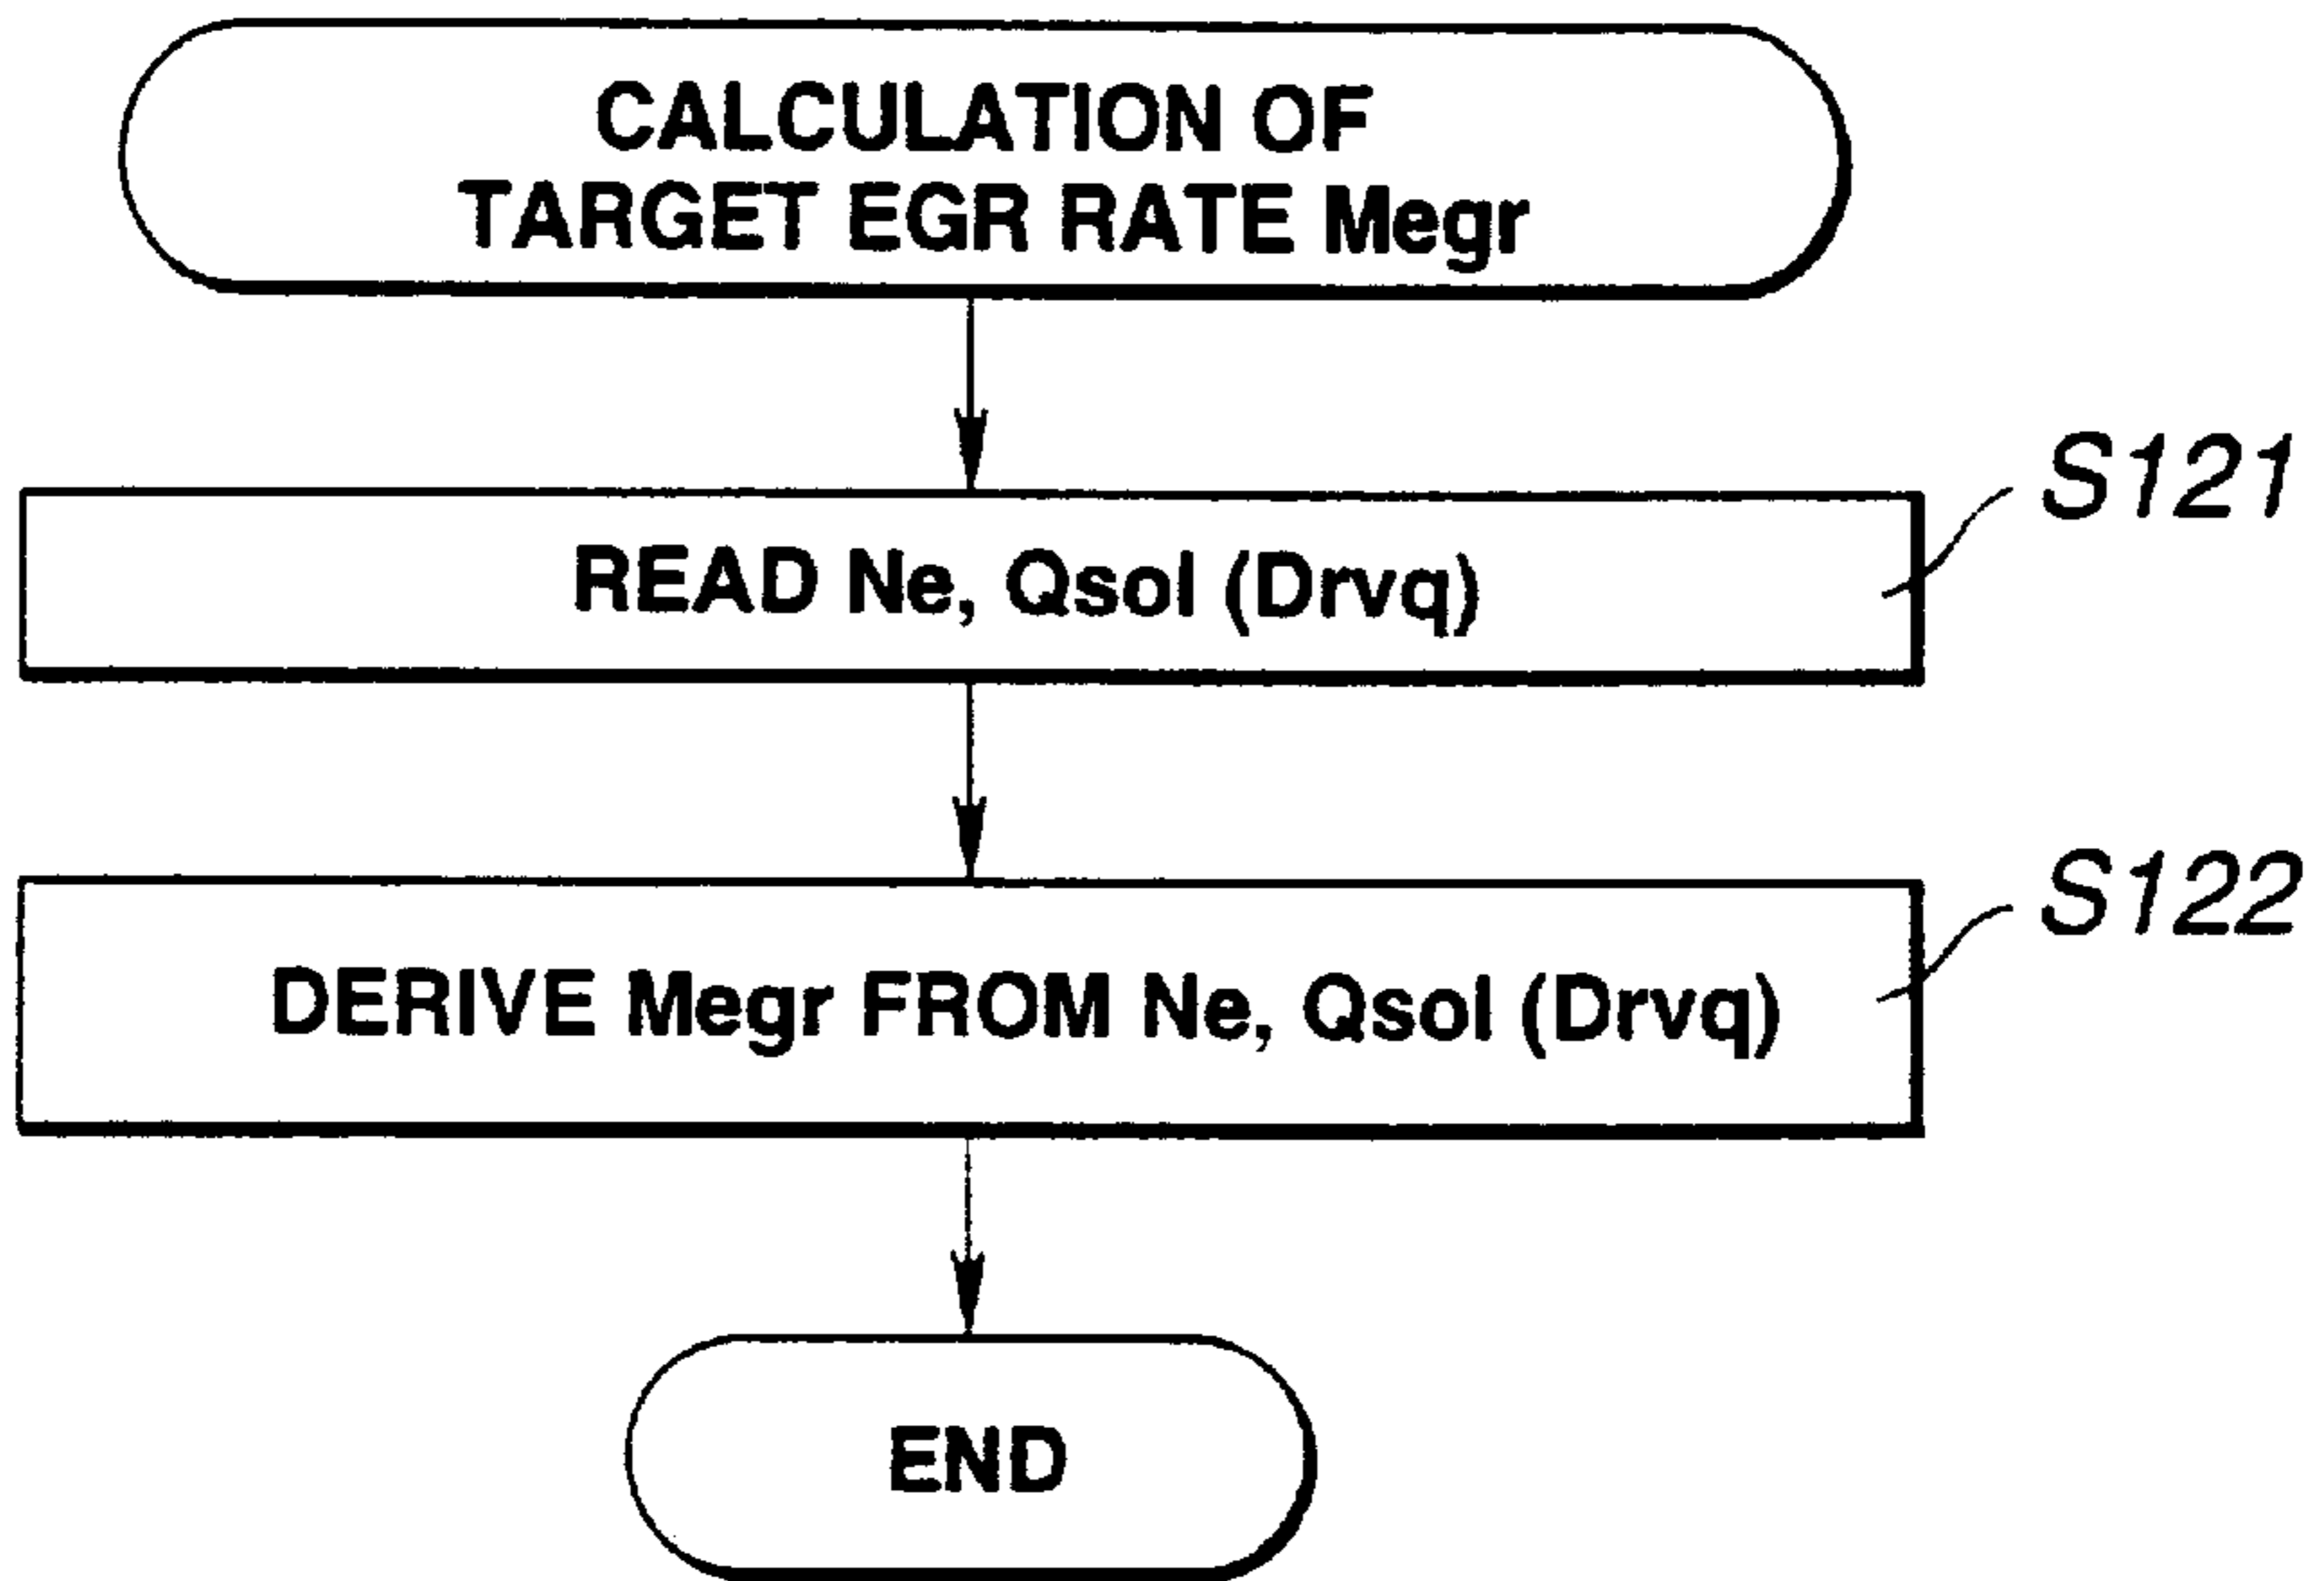 CALCULATION OF
TARGET EGR RATE Megr
S121
READ Ne, Qsol (Drvq)
S122
DERIVE Megr FROM Ne, Qsol (Drvq)
END